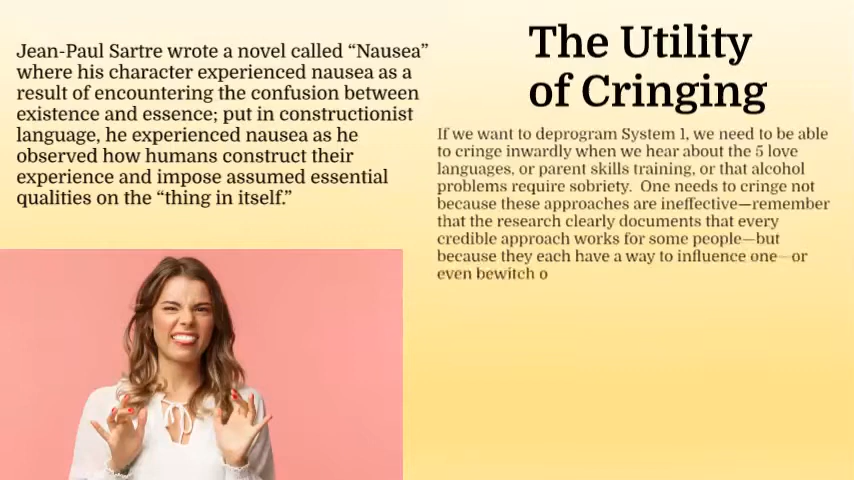 Jean-Paul Sartre wrote a novel called “Nausea”
where his character experienced nausea as a
result of encountering the confusion between
existence and essence; put in constructionist
language, he experienced nausea as he
observed how humans construct their
experience and impose assumed essential
qualities on the “thing in itself.”
The Utility
of Cringing
If we want to deprogram System 1, we need to be able
to cringe inwardly when we hear about the 5 love
languages, or parent skills training, or that alcohol
problems require sobriety.  One needs to cringe not
because these approaches are ineffective—remember
that the research clearly documents that every
credible approach works for some people—but
because they each have a way to influence one—or
even bewitch o